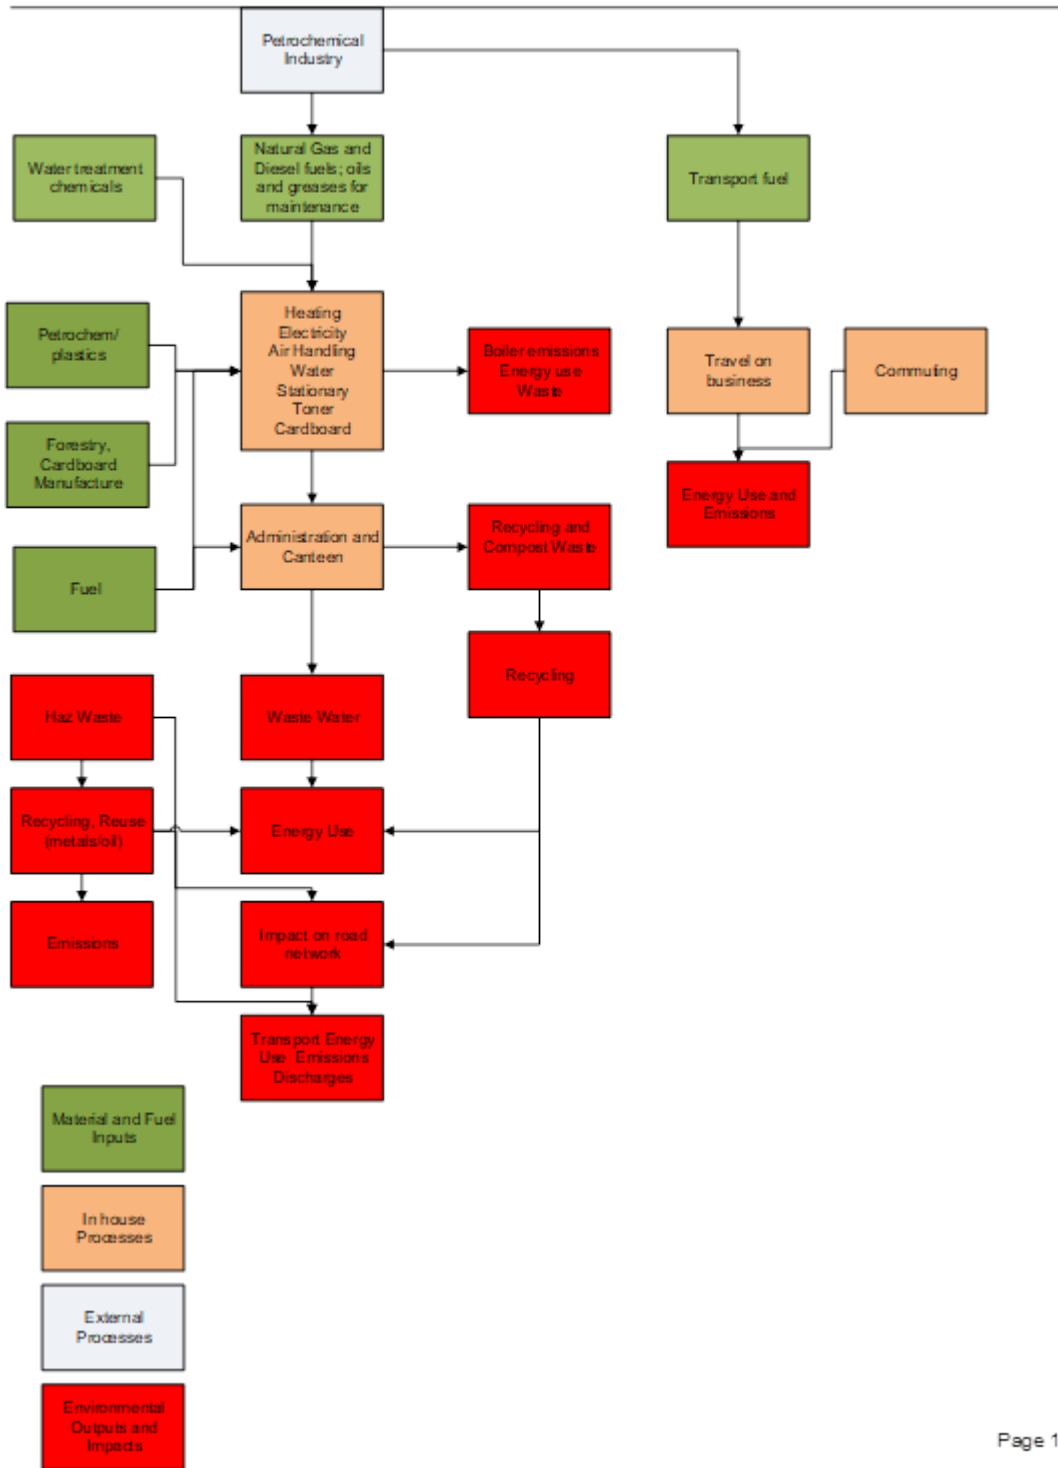 Petrochemical
Industry
Water treatment
chemicals
Natural Gas and
Diesel fuels; oils
and greases for
maintenance
Transport fuel
Petrochem/
plastics
Heating
Electricity
Air Handling
Water
Stationary
Toner
Cardboard
Boiler emissions
Energy use
Waste
Travel on
business
Commuting
Forestry,
Cardboard
Manufacture
Energy Use and
Emissions
Administration and
Canteen
Recycling and
Compost Waste
Fuel
Recycling
Haz Waste
Waste Water
Recycling, Reuse
(metals/oil)
Energy Use
Emissions
Impact on road
network
Transport Energy
Use Emissions
Discharges
Material and Fuel
Inputs
In house
Processes
External
Processes
Environmental
Outputs and
Impacts
Page 1